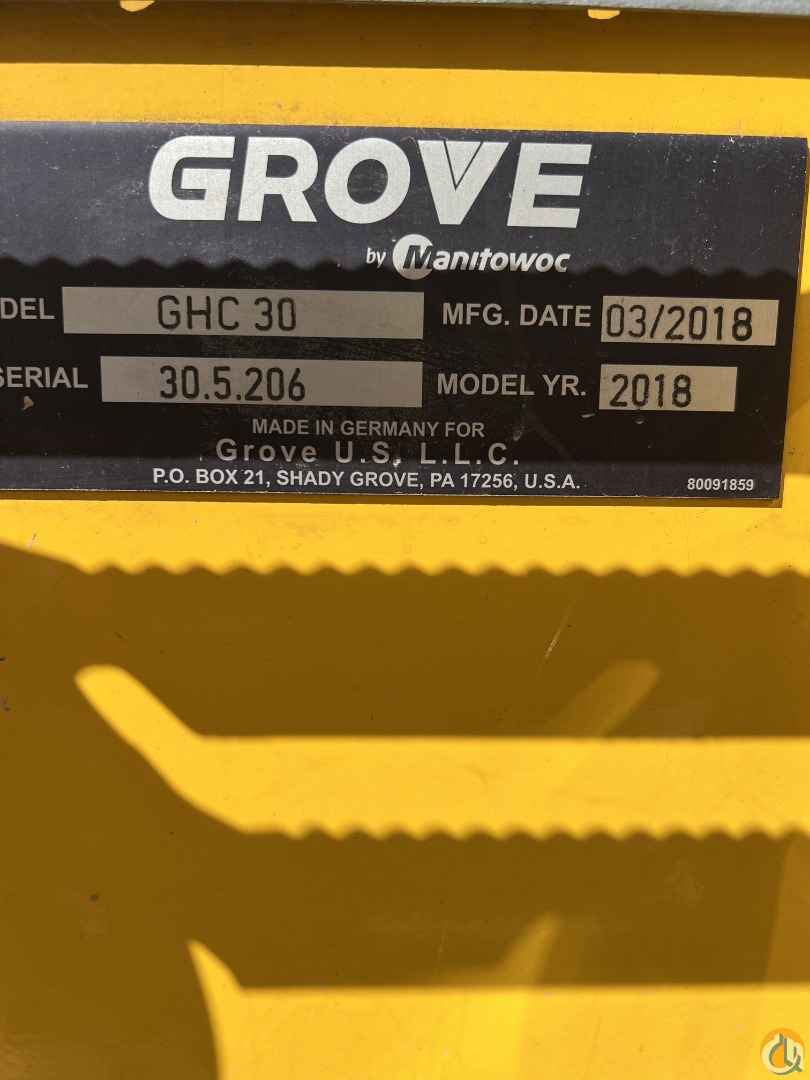 GROVE
by Manitowoc
DEL GHC 30 MFG. DATE 03/2018
SERIAL 30.5.206 MODEL YR. 2018
MADE IN GERMANY FOR
Grove U.S. L.L.C.
P.O. BOX 21, SHADY GROVE, PA 17256, U.S.A. 80091859